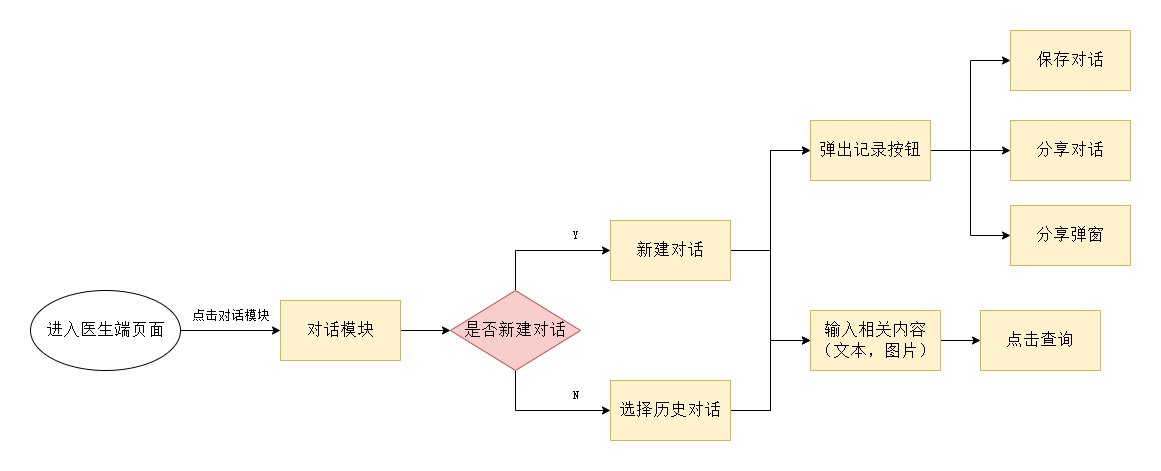 进入医生端页面
点击对话模块
对话模块
是否新建对话
Y
新建对话
N
选择历史对话
弹出记录按钮
保存对话
分享对话
分享弹窗
输入相关内容
（文本，图片）
点击查询